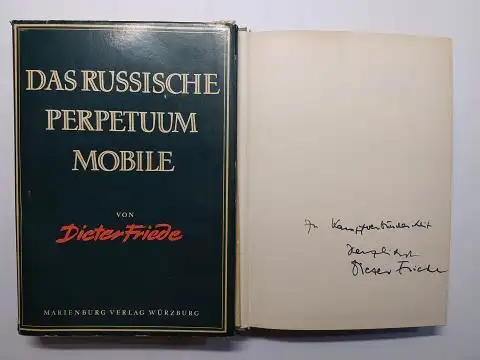 DAS RUSSISCHE
PERPETUUM
MOBILE
VON
Dieter Friede
MARIENBURG VERLAG WÜRZBURG
In Kampfverbundenheit
herzlichst
Dieter Friede